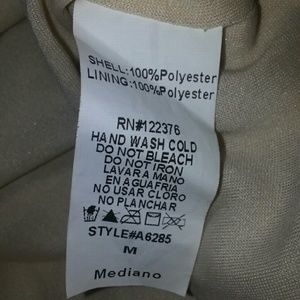 SHELL:100%Polyester
LINING:100%Polyester
RN#122376
HAND WASH COLD
DO NOT BLEACH
DO NOT IRON
LAVAR A MANO
EN AGUAFRIA
NO USAR CLORO
NO PLANCHAR
STYLE#A6285
M
Mediano